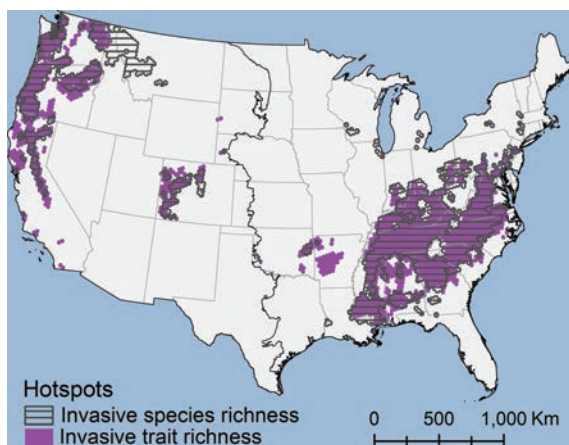 Hotspots
Invasive species richness
Invasive trait richness
0 500 1,000 Km